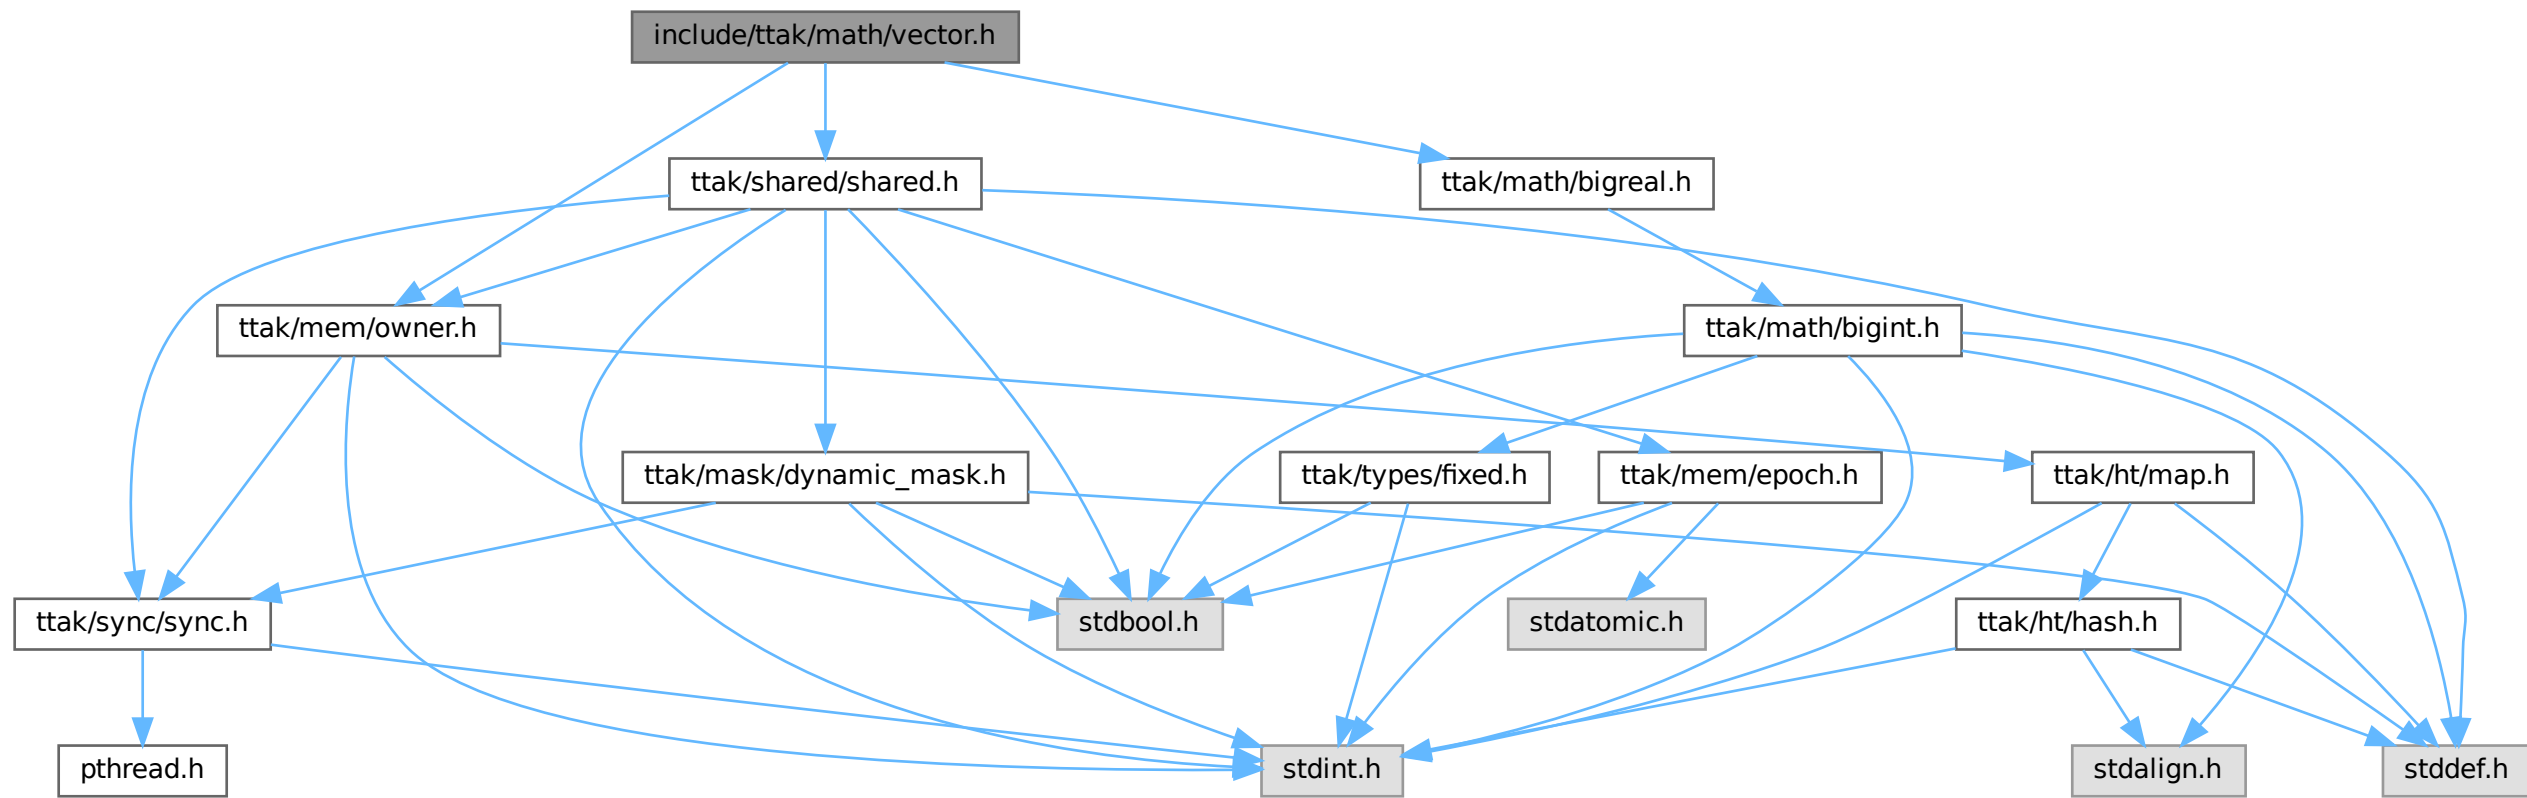 include/ttak/math/vector.h
ttak/shared/shared.h
ttak/math/bigreal.h
ttak/mem/owner.h
ttak/math/bigint.h
ttak/mask/dynamic_mask.h
ttak/types/fixed.h
ttak/mem/epoch.h
ttak/ht/map.h
ttak/sync/sync.h
stdbool.h
stdatomic.h
ttak/ht/hash.h
pthread.h
stdint.h
stdalign.h
stddef.h